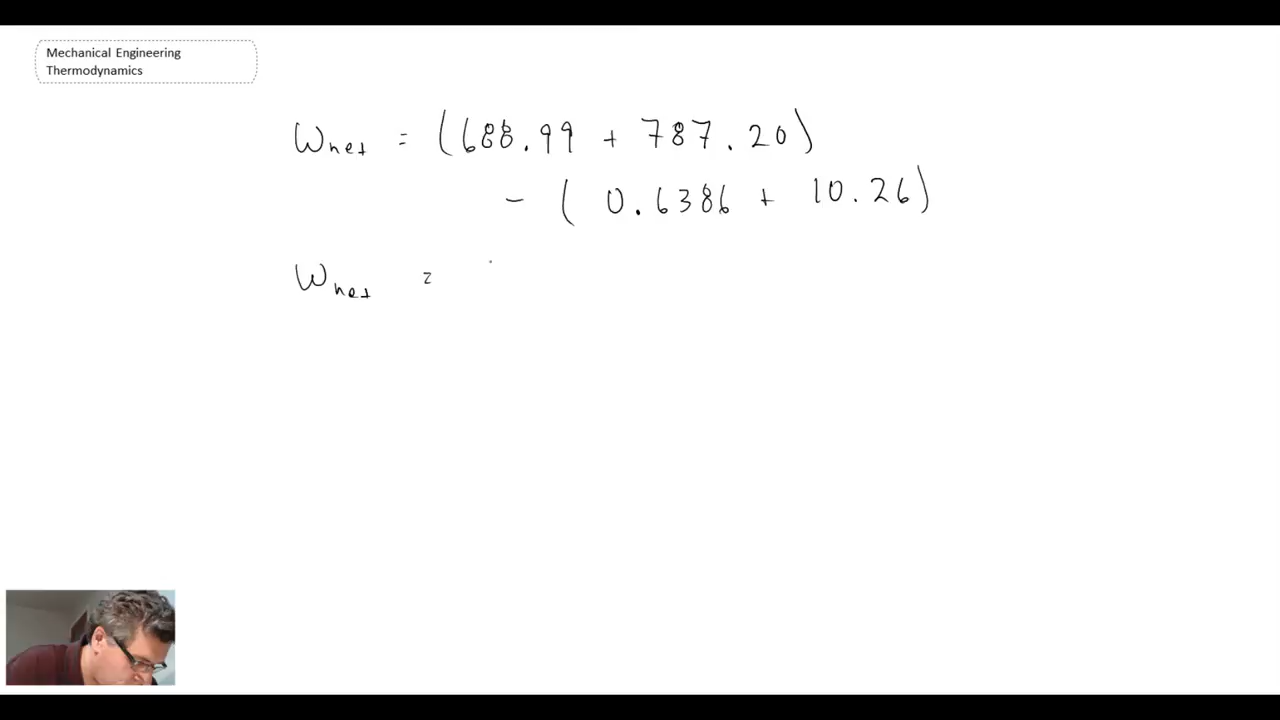 Mechanical Engineering
Thermodynamics
Wnet = (688.99 + 787.20)
- (0.6386 + 10.26)
Wnet =